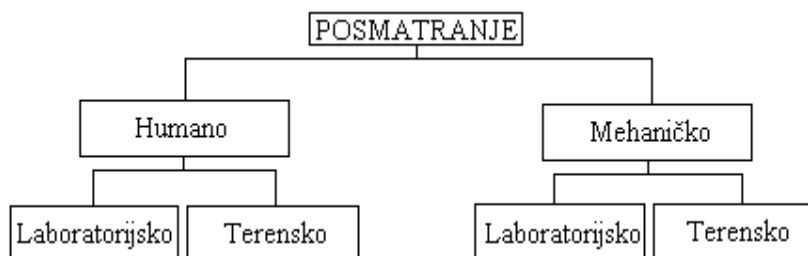 POSMATRANJE
Humano
Mehaničko
Laboratorijsko
Terensko
Laboratorijsko
Terensko